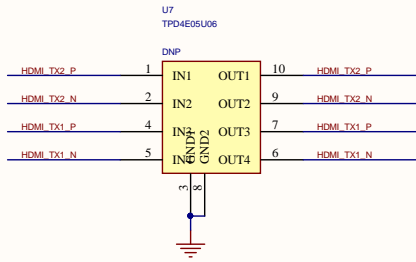 U7
TPD4E05U06
DNP
HDMI_TX2_P 1 IN1 OUT1 10 HDMI_TX2_P
HDMI_TX2_N 2 IN2 OUT2 9 HDMI_TX2_N
HDMI_TX1_P 4 IN3 OUT3 7 HDMI_TX1_P
HDMI_TX1_N 5 IN4 OUT4 6 HDMI_TX1_N
GND1
GND2
3
8